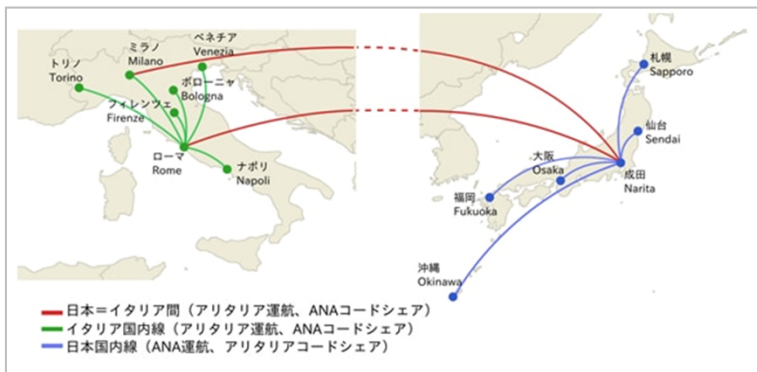 ベネチア
Venezia
ミラノ
Milano
トリノ
Torino
ボローニャ
Bologna
フィレンツェ
Firenze
ローマ
Rome
ナポリ
Napoli
札幌
Sapporo
仙台
Sendai
大阪
Osaka
成田
Narita
福岡
Fukuoka
沖縄
Okinawa
日本=イタリア間（アリタリア運航、ANAコードシェア）
イタリア国内線（アリタリア運航、ANAコードシェア）
日本国内線（ANA運航、アリタリアコードシェア）